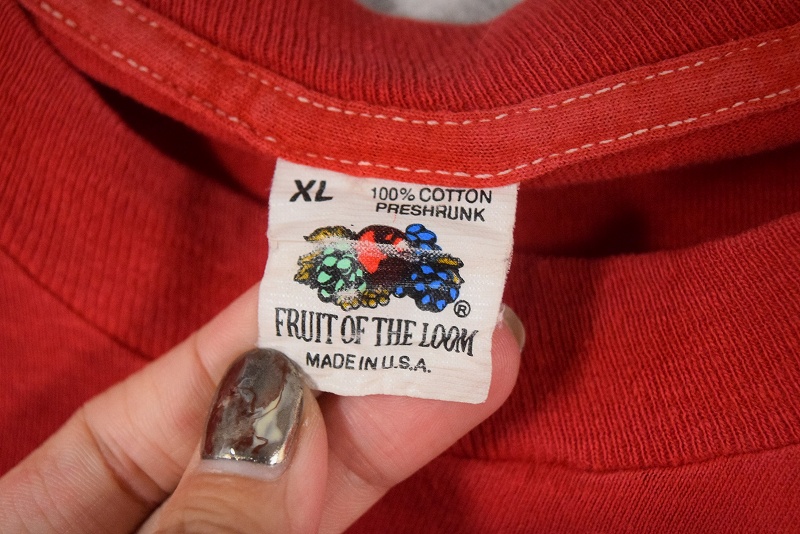 XL
100% COTTON
PRESHRUNK
®
FRUIT OF THE LOOM
MADE IN U.S.A.